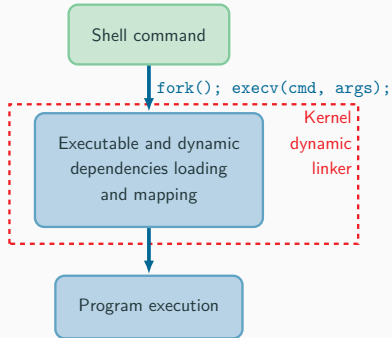 Shell command
fork(); execv(cmd, args);
Kernel
dynamic
linker
Executable and dynamic
dependencies loading
and mapping
Program execution